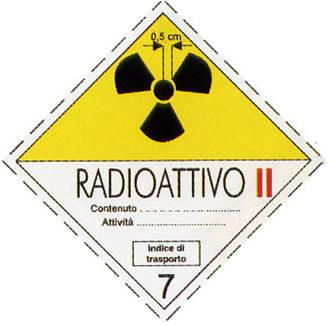 0,5 cm
RADIOATTIVO II
Contenuto ........................
Attività ........................
Indice di
trasporto
7